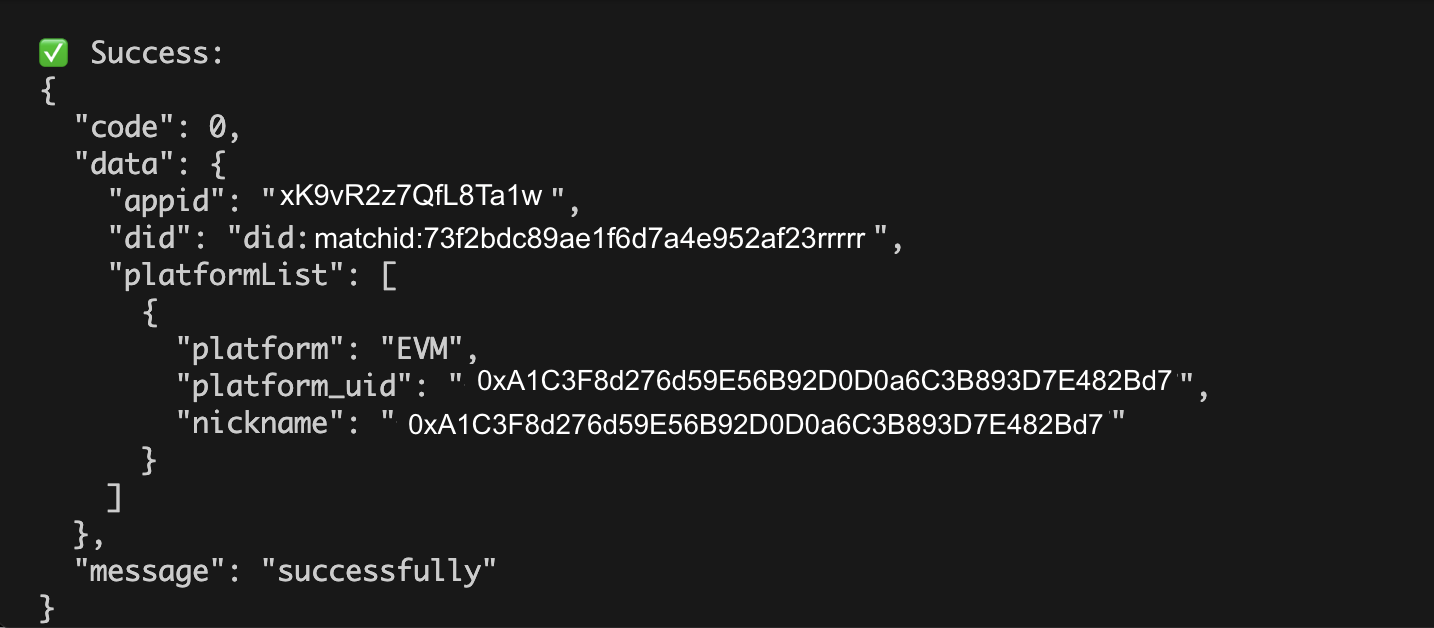 ✅ Success:
{
  "code": 0,
  "data": {
    "appid": "xK9vR2z7QfL8Ta1w ",
    "did": "did:matchid:73f2bdc89ae1f6d7a4e952af23rrrrr ",
    "platformList": [
      {
        "platform": "EVM",
        "platform_uid": " 0xA1C3F8d276d59E56B92D0D0a6C3B893D7E482Bd7 ",
        "nickname": " 0xA1C3F8d276d59E56B92D0D0a6C3B893D7E482Bd7 "
      }
    ]
  },
  "message": "successfully"
}